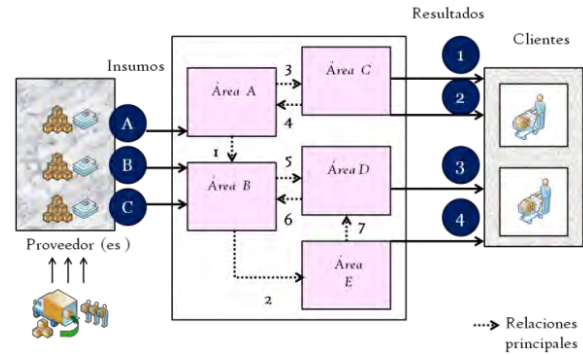 Resultados
Clientes
Insumos
1
2
3
4
A
B
C
Proveedor (es )
Área A
3
Área C
4
1
Área B
5
Área D
6
7
2
Área
E
Relaciones
principales